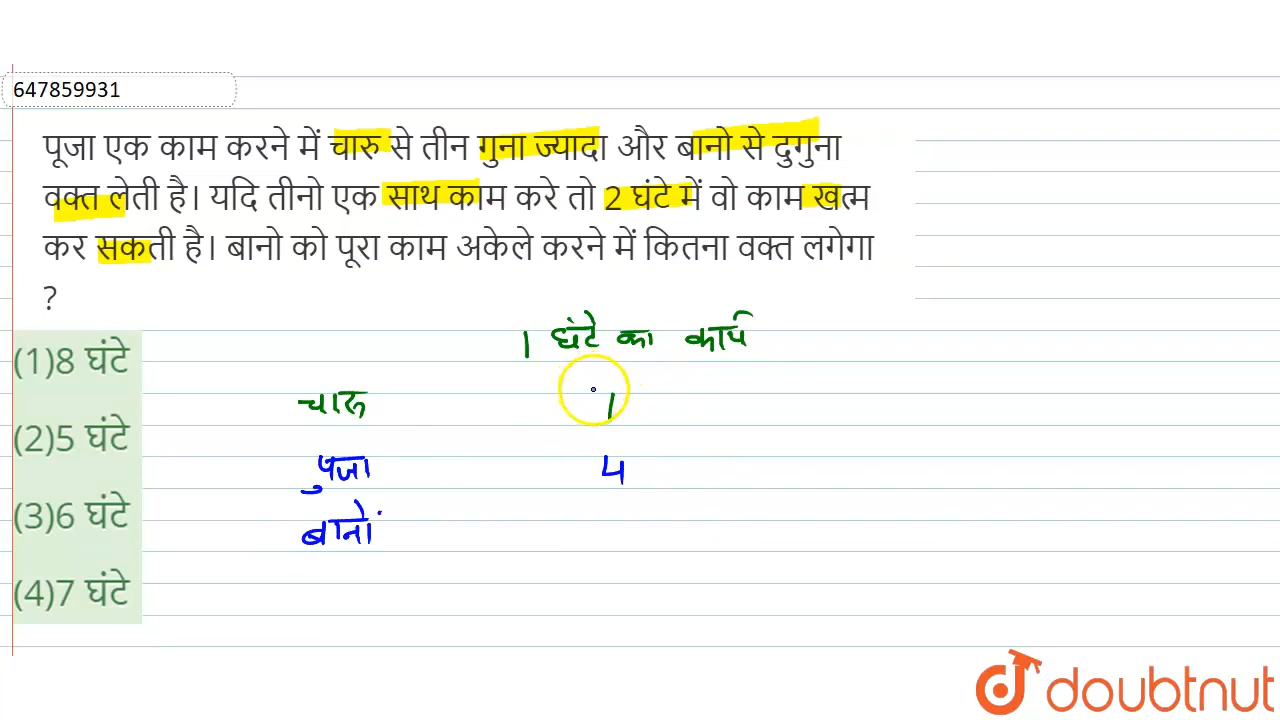 647859931
पूजा एक काम करने में चारु से तीन गुना ज्यादा और बानो से दुगुना
वक्त लेती है। यदि तीनो एक साथ काम करे तो 2 घंटे में वो काम खत्म
कर सकती है। बानो को पूरा काम अकेले करने में कितना वक्त लगेगा
?
1 घंटे का कार्य
(1)8 घंटे
चारु 1
(2)5 घंटे
पुजा 4
(3)6 घंटे
बानों
(4)7 घंटे
doubtnut